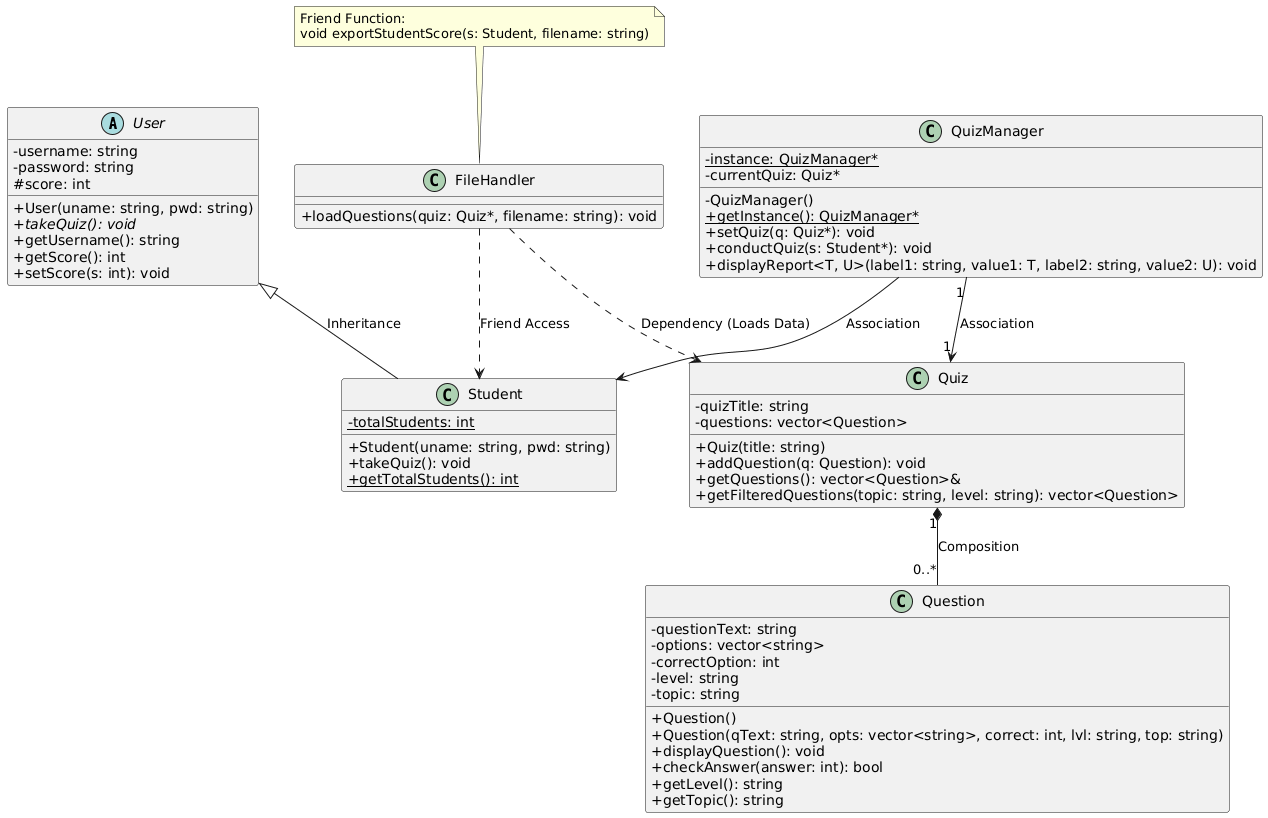 Friend Function:
void exportStudentScore(s: Student, filename: string)
A User
-username: string
-password: string
#score: int
+User(uname: string, pwd: string)
+takeQuiz(): void
+getUsername(): string
+getScore(): int
+setScore(s: int): void
C FileHandler
+loadQuestions(quiz: Quiz*, filename: string): void
C QuizManager
-instance: QuizManager*
-currentQuiz: Quiz*
-QuizManager()
+getInstance(): QuizManager*
+setQuiz(q: Quiz*): void
+conductQuiz(s: Student*): void
+displayReport<T, U>(label1: string, value1: T, label2: string, value2: U): void
Inheritance
Friend Access
Dependency (Loads Data)
Association
1
Association
1
C Student
-totalStudents: int
+Student(uname: string, pwd: string)
+takeQuiz(): void
+getTotalStudents(): int
C Quiz
-quizTitle: string
-questions: vector<Question>
+Quiz(title: string)
+addQuestion(q: Question): void
+getQuestions(): vector<Question>&
+getFilteredQuestions(topic: string, level: string): vector<Question>
1
Composition
0..*
C Question
-questionText: string
-options: vector<string>
-correctOption: int
-level: string
-topic: string
+Question()
+Question(qText: string, opts: vector<string>, correct: int, lvl: string, top: string)
+displayQuestion(): void
+checkAnswer(answer: int): bool
+getLevel(): string
+getTopic(): string